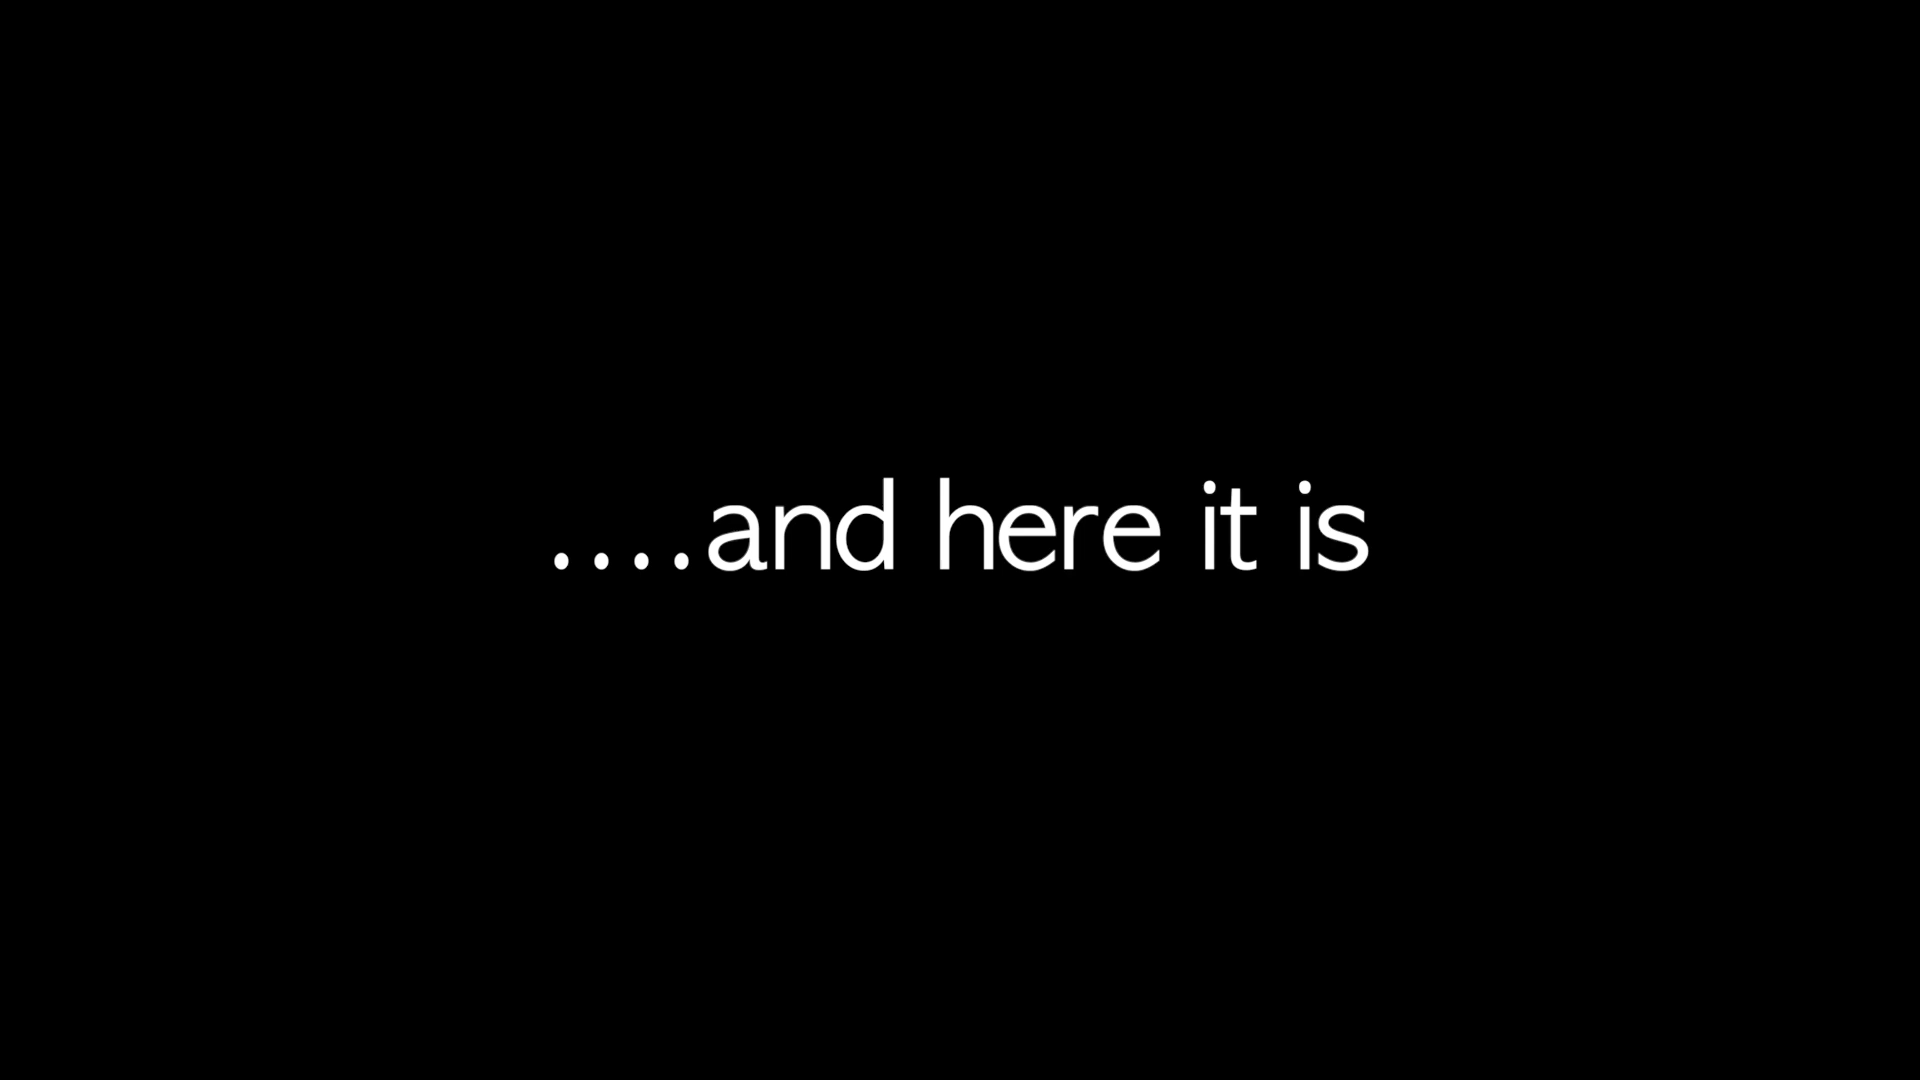 ....and here it is